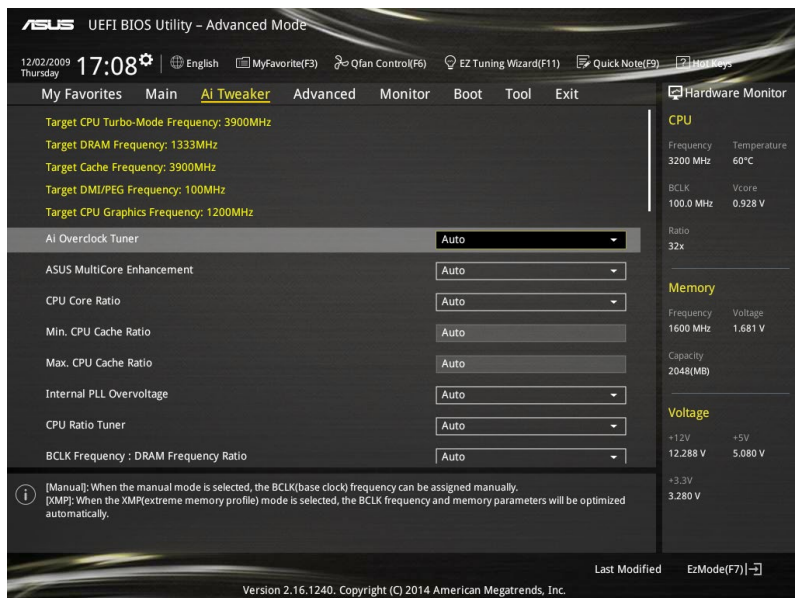 ASUS UEFI BIOS Utility – Advanced Mode
12/02/2009 Thursday 17:08 English MyFavorite(F3) Qfan Control(F6) EZ Tuning Wizard(F11) Quick Note(F9) ? Hot Keys
My Favorites Main Ai Tweaker Advanced Monitor Boot Tool Exit
Target CPU Turbo-Mode Frequency: 3900MHz
Target DRAM Frequency: 1333MHz
Target Cache Frequency: 3900MHz
Target DMI/PEG Frequency: 100MHz
Target CPU Graphics Frequency: 1200MHz
Ai Overclock Tuner Auto
ASUS MultiCore Enhancement Auto
CPU Core Ratio Auto
Min. CPU Cache Ratio Auto
Max. CPU Cache Ratio Auto
Internal PLL Overvoltage Auto
CPU Ratio Tuner Auto
BCLK Frequency : DRAM Frequency Ratio Auto
[Manual]: When the manual mode is selected, the BCLK(base clock) frequency can be assigned manually.
[XMP]: When the XMP(extreme memory profile) mode is selected, the BCLK frequency and memory parameters will be optimized
automatically.
Hardware Monitor
CPU
Frequency Temperature
3200 MHz 60°C
BCLK Vcore
100.0 MHz 0.928 V
Ratio
32x
Memory
Frequency Voltage
1600 MHz 1.681 V
Capacity
2048(MB)
Voltage
+12V +5V
12.288 V 5.080 V
+3.3V
3.280 V
Last Modified EzMode(F7)
Version 2.16.1240. Copyright (C) 2014 American Megatrends, Inc.